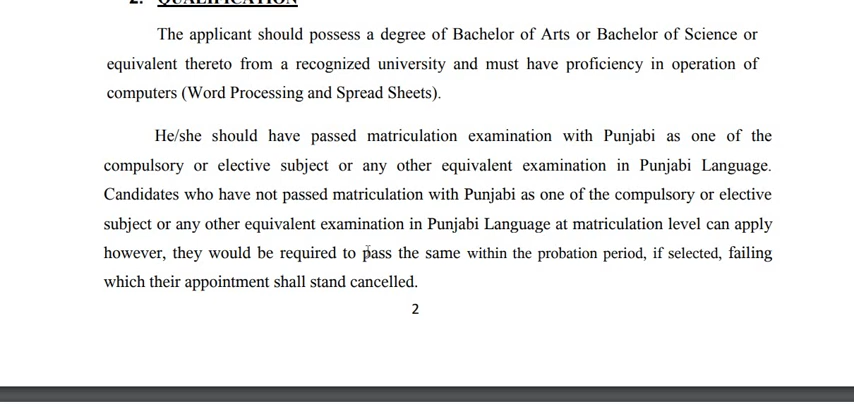 2. QUALIFICATION
The applicant should possess a degree of Bachelor of Arts or Bachelor of Science or
equivalent thereto from a recognized university and must have proficiency in operation of
computers (Word Processing and Spread Sheets).
He/she should have passed matriculation examination with Punjabi as one of the
compulsory or elective subject or any other equivalent examination in Punjabi Language.
Candidates who have not passed matriculation with Punjabi as one of the compulsory or elective
subject or any other equivalent examination in Punjabi Language at matriculation level can apply
however, they would be required to pass the same within the probation period, if selected, failing
which their appointment shall stand cancelled.
2